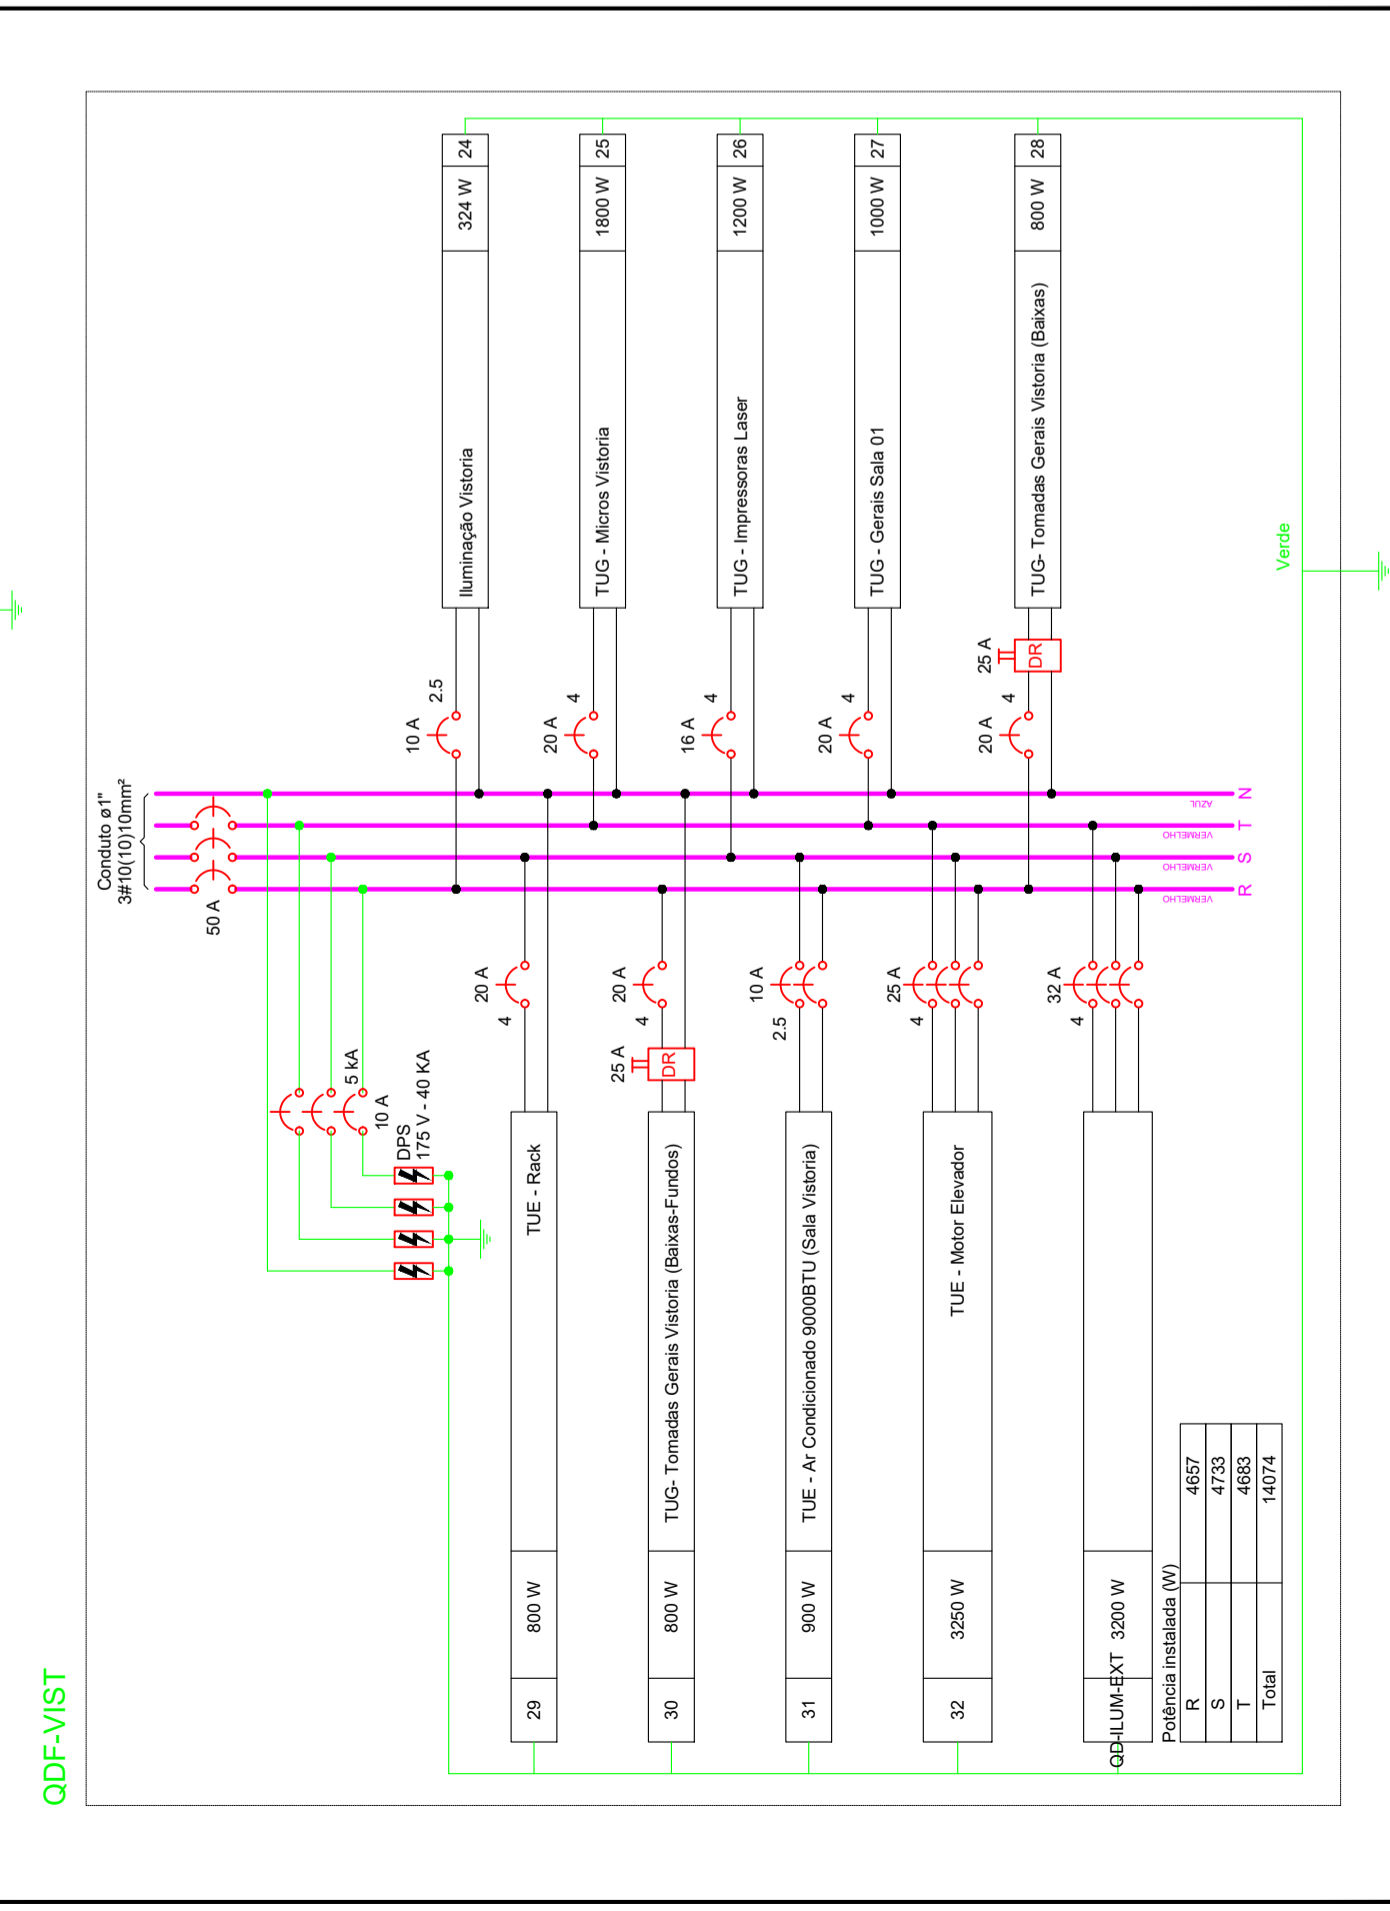 QDF-VIST
Conduto ø1"
3#10(10)10mm²
50 A
5 kA
10 A
DPS
175 V - 40 KA
10 A
2.5
Iluminação Vistoria
324 W
24
20 A
4
TUG - Micros Vistoria
1800 W
25
16 A
4
TUG - Impressoras Laser
1200 W
26
20 A
4
TUG - Gerais Sala 01
1000 W
27
20 A
4
25 A
DR
TUG- Tomadas Gerais Vistoria (Baixas)
800 W
28
29
800 W
TUE - Rack
4
20 A
30
800 W
TUG- Tomadas Gerais Vistoria (Baixas-Fundos)
25 A
DR
4
20 A
31
900 W
TUE - Ar Condicionado 9000BTU (Sala Vistoria)
2.5
10 A
32
3250 W
TUE - Motor Elevador
4
25 A
QD-ILUM-EXT
3200 W
4
32 A
AZUL
N
VERMELHO
T
VERMELHO
S
VERMELHO
R
Verde
Potência instalada (W)
R 4657
S 4733
T 4683
Total 14074